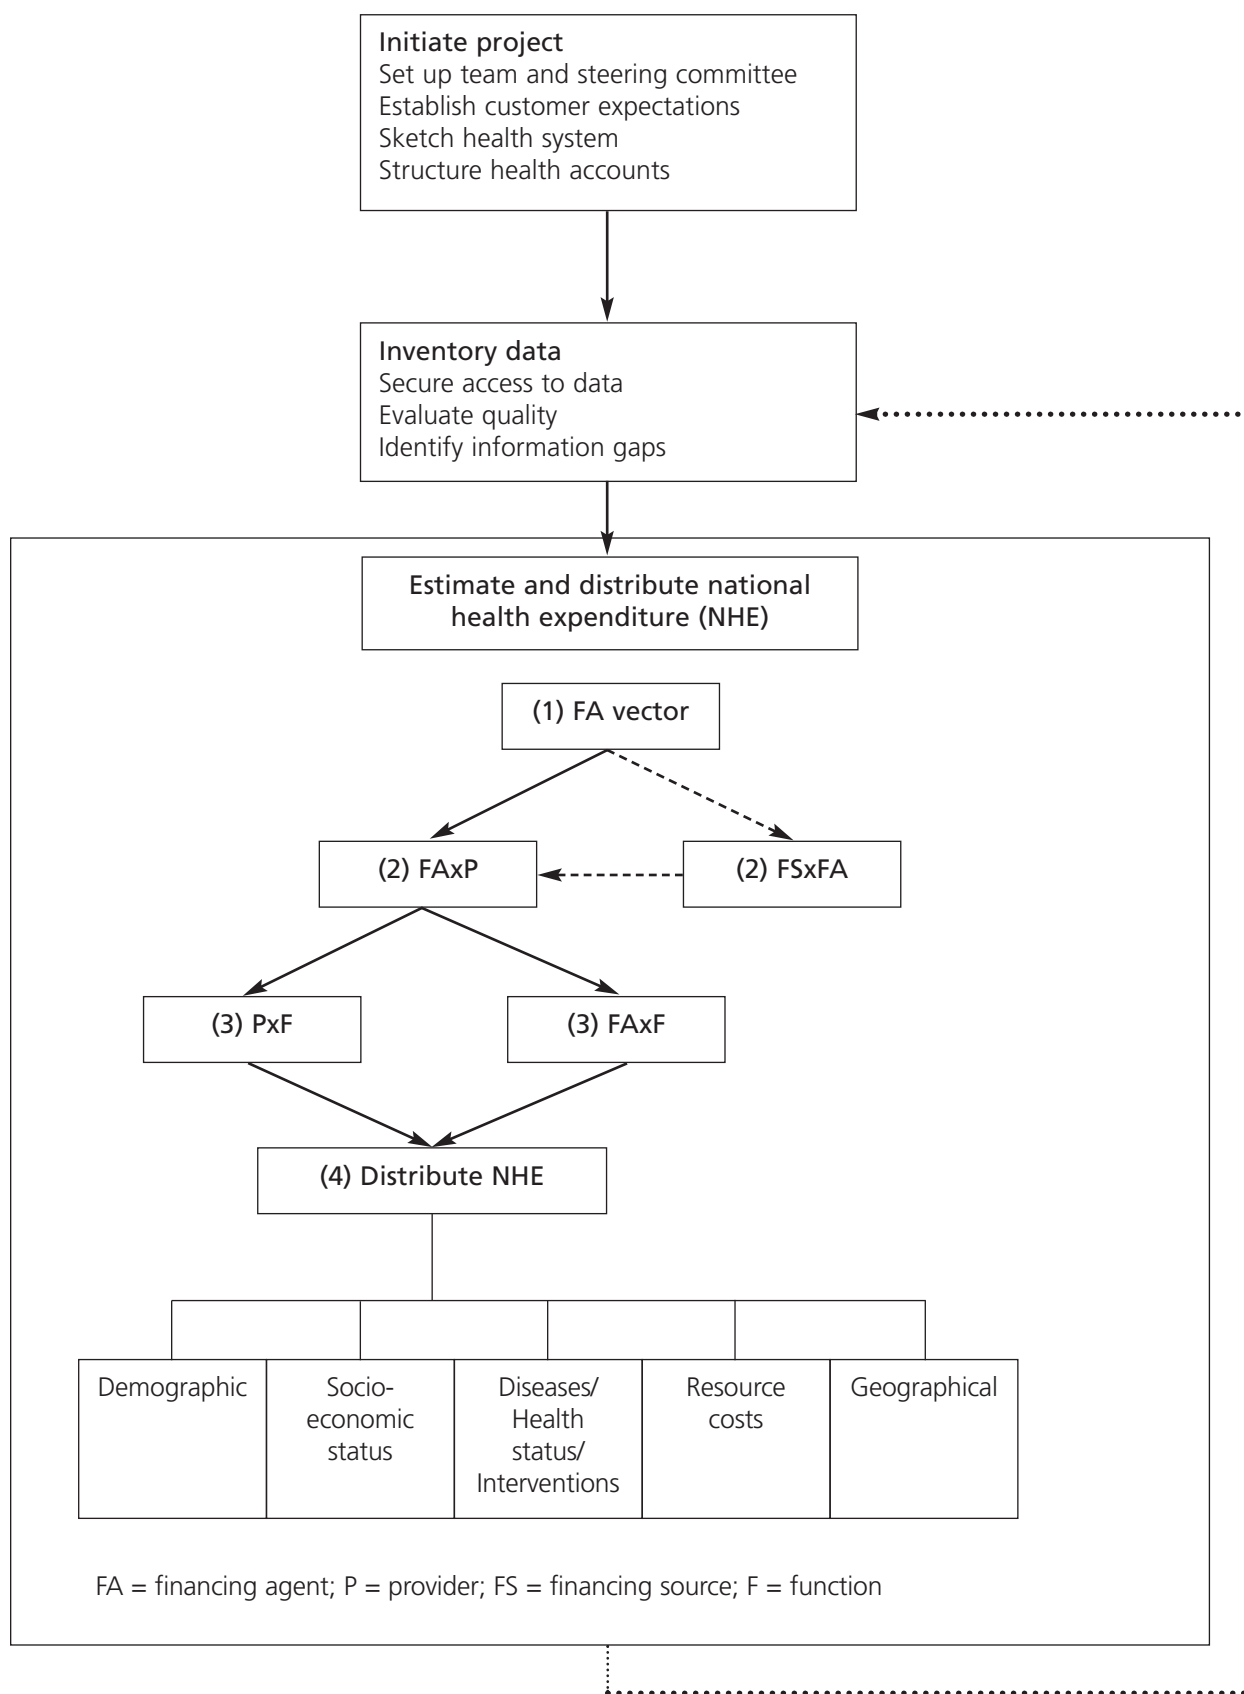 Initiate project
Set up team and steering committee
Establish customer expectations
Sketch health system
Structure health accounts
Inventory data
Secure access to data
Evaluate quality
Identify information gaps
Estimate and distribute national
health expenditure (NHE)
(1) FA vector
(2) FAxP
(2) FSxFA
(3) PxF
(3) FAxF
(4) Distribute NHE
Demographic
Socio-
economic
status
Diseases/
Health
status/
Interventions
Resource
costs
Geographical
FA = financing agent; P = provider; FS = financing source; F = function